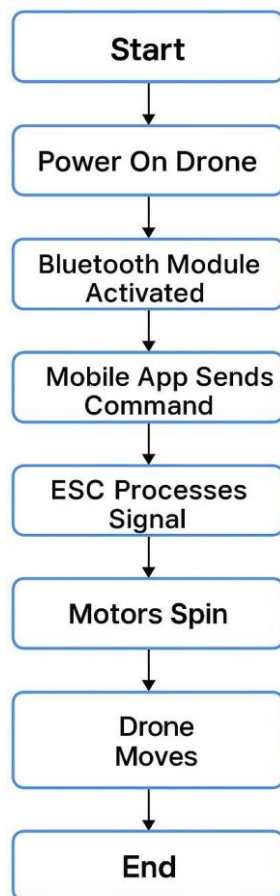 Start
Power On Drone
Bluetooth Module
Activated
Mobile App Sends
Command
ESC Processes
Signal
Motors Spin
Drone
Moves
End